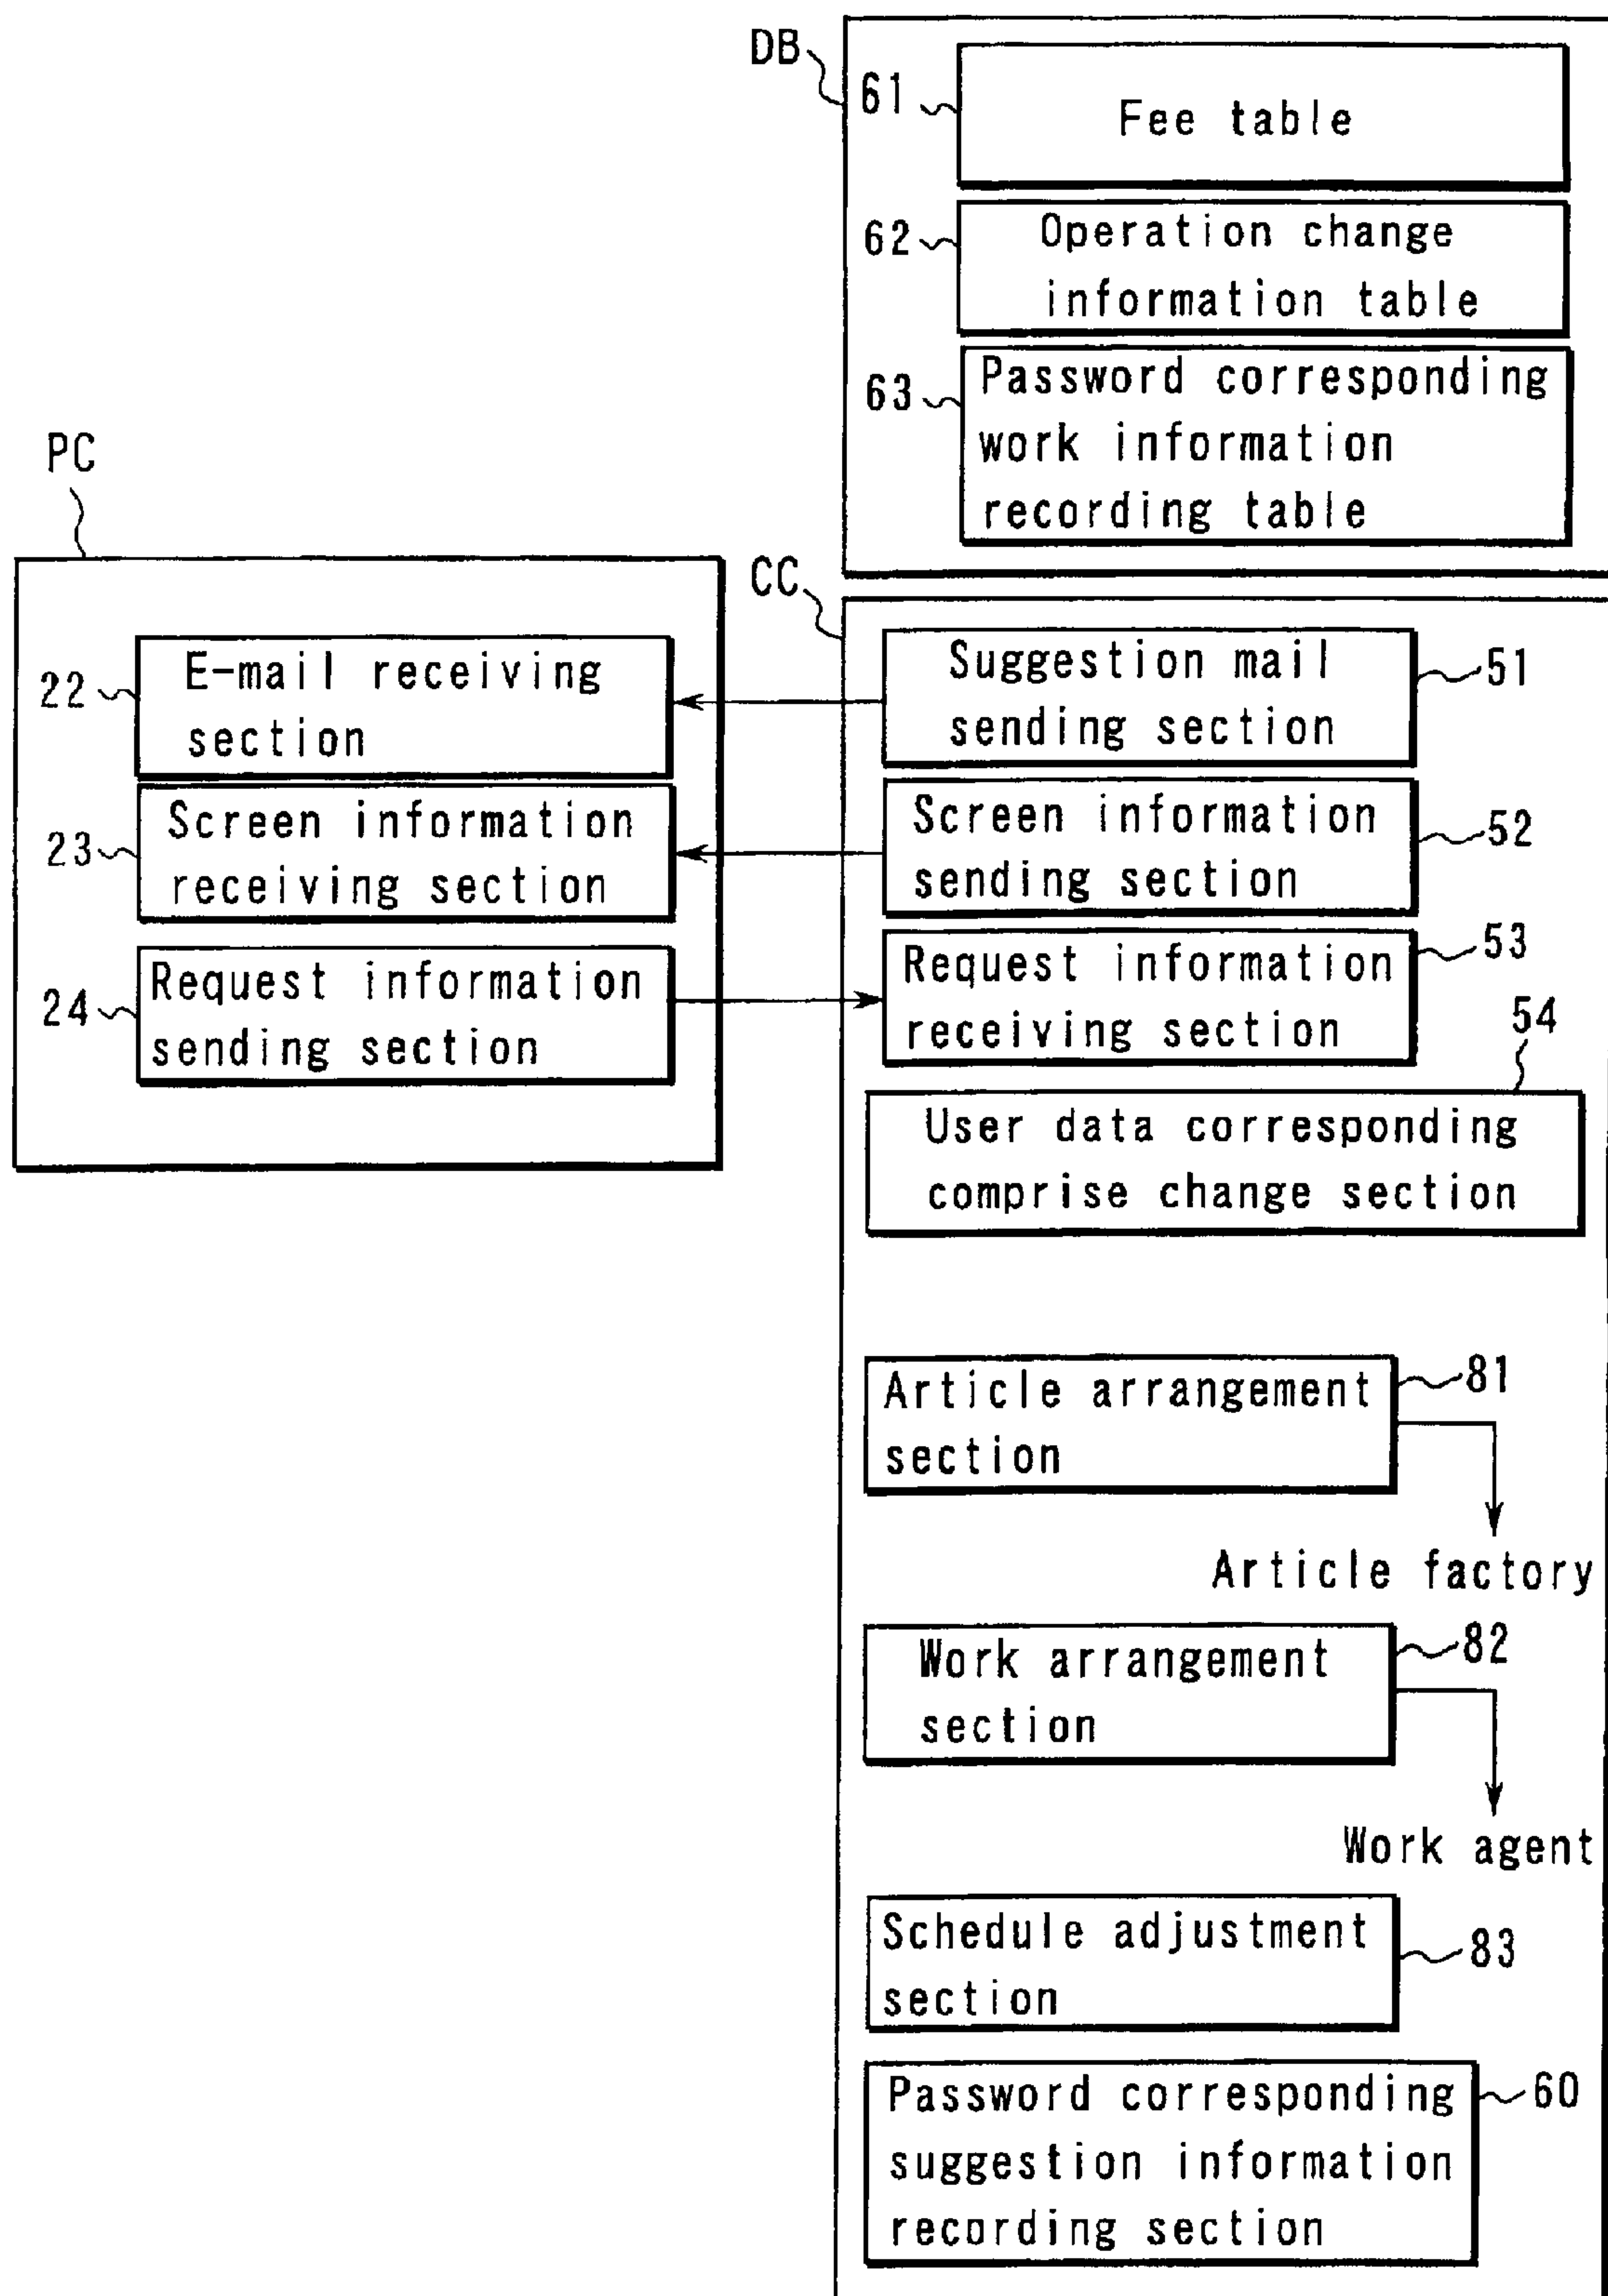 DB
61
Fee table
62
Operation change
information table
63
Password corresponding
work information
recording table
PC
CC
22
E-mail receiving
section
Suggestion mail
sending section
51
23
Screen information
receiving section
Screen information
sending section
52
24
Request information
sending section
Request information
receiving section
53
54
User data corresponding
comprise change section
Article arrangement
section
81
Article factory
Work arrangement
section
82
Work agent
Schedule adjustment
section
83
Password corresponding
suggestion information
recording section
60